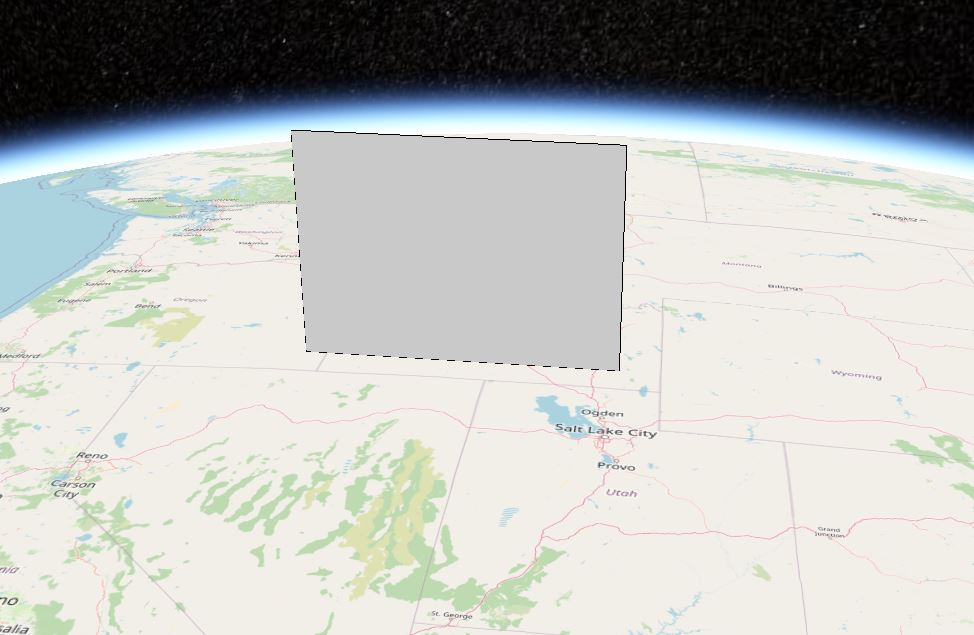 Seattle
Washington
Yakima
Portland
Salem
Oregon
Eugene
Bend
Medford
Montana
Billings
Wyoming
Ogden
Salt Lake City
Provo
Utah
Reno
Carson
City
Grand
Junction
St. George